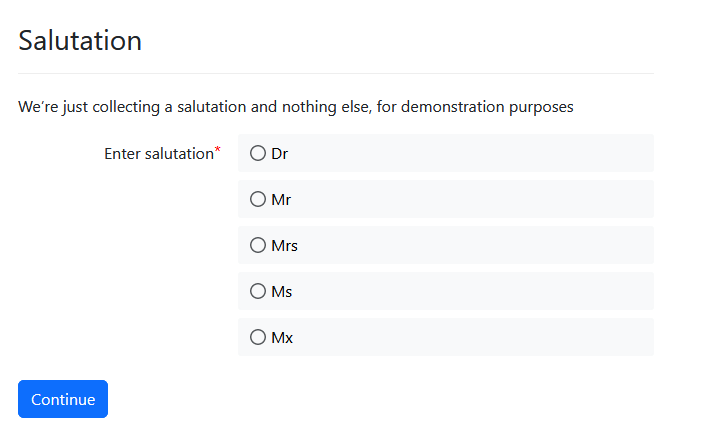 Salutation
We’re just collecting a salutation and nothing else, for demonstration purposes
Enter salutation*
Dr
Mr
Mrs
Ms
Mx
Continue